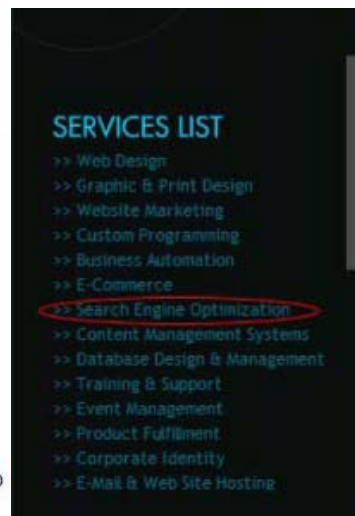 SERVICES LIST
>> Web Design
>> Graphic & Print Design
>> Website Marketing
>> Custom Programming
>> Business Automation
>> E-Commerce
>> Search Engine Optimization
>> Content Management Systems
>> Database Design & Management
>> Training & Support
>> Event Management
>> Product Fulfillment
>> Corporate Identity
>> E-Mail & Web Site Hosting